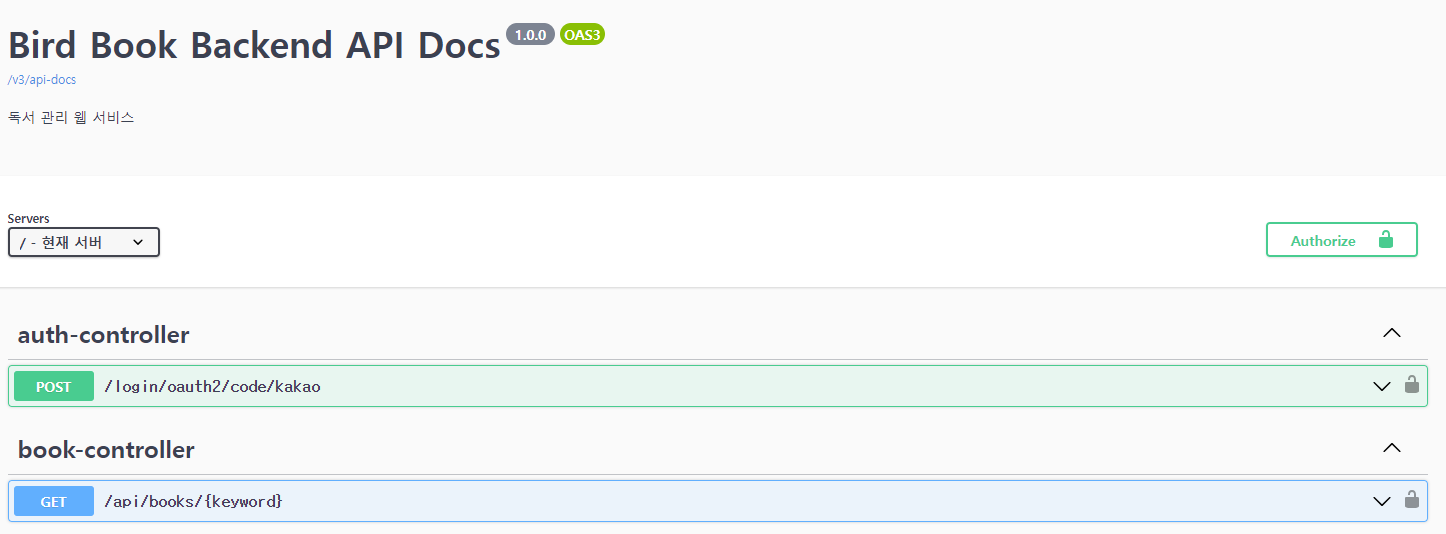 Bird Book Backend API Docs 1.0.0 OAS3
/v3/api-docs
독서 관리 웹 서비스
Servers
/ - 현재 서버
Authorize
auth-controller
POST /login/oauth2/code/kakao
book-controller
GET /api/books/{keyword}